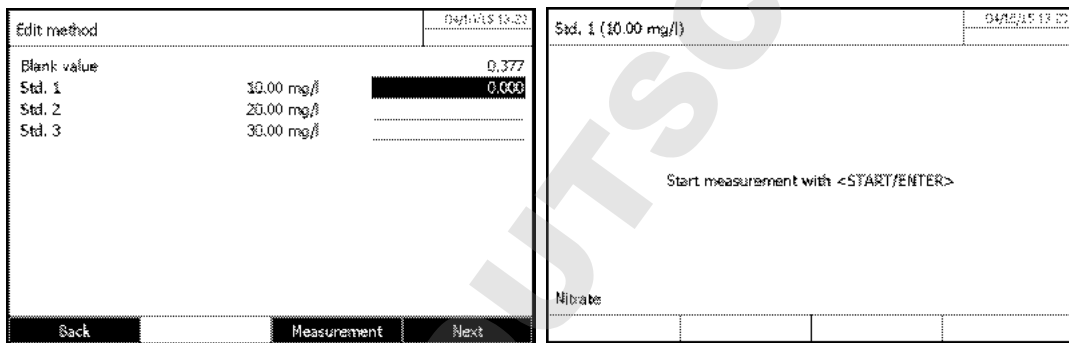 Edit method
Blank value 0.377
Std. 1 10.00 mg/l 0.000
Std. 2 20.00 mg/l
Std. 3 30.00 mg/l
Back Measurement Next
Std. 1 (10.00 mg/l)
Start measurement with <START/ENTER>
Nitrate